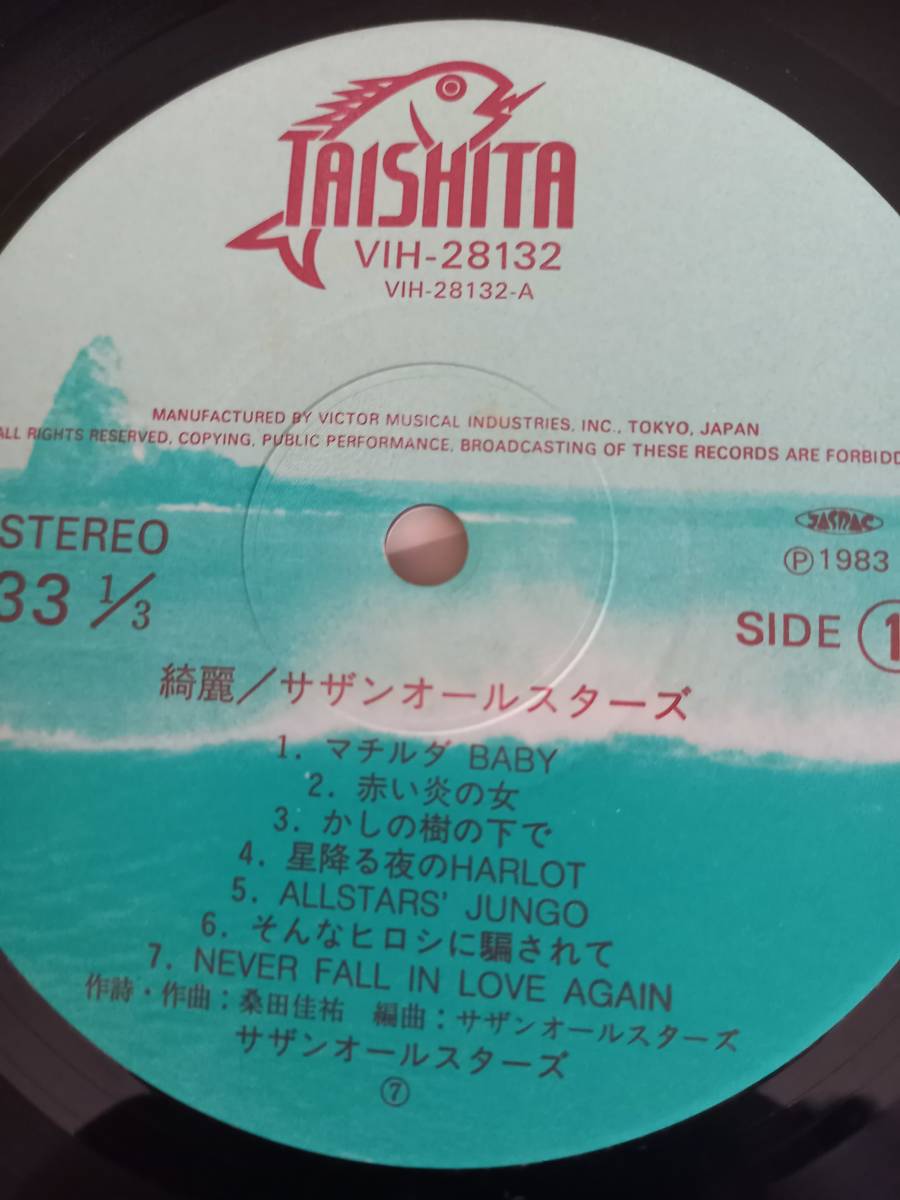 TAISHITA
VIH-28132
VIH-28132-A
MANUFACTURED BY VICTOR MUSICAL INDUSTRIES, INC., TOKYO, JAPAN
ALL RIGHTS RESERVED, COPYING, PUBLIC PERFORMANCE, BROADCASTING OF THESE RECORDS ARE FORBIDD
STEREO
33 1/3
JASRAC
Ⓟ1983
SIDE 1
綺麗/サザンオールスターズ
1. マチルダ BABY
2. 赤い炎の女
3. かしの樹の下で
4. 星降る夜のHARLOT
5. ALLSTARS' JUNGO
6. そんなヒロシに騙されて
7. NEVER FALL IN LOVE AGAIN
作詩・作曲:桑田佳祐 編曲:サザンオールスターズ
サザンオールスターズ
⑦